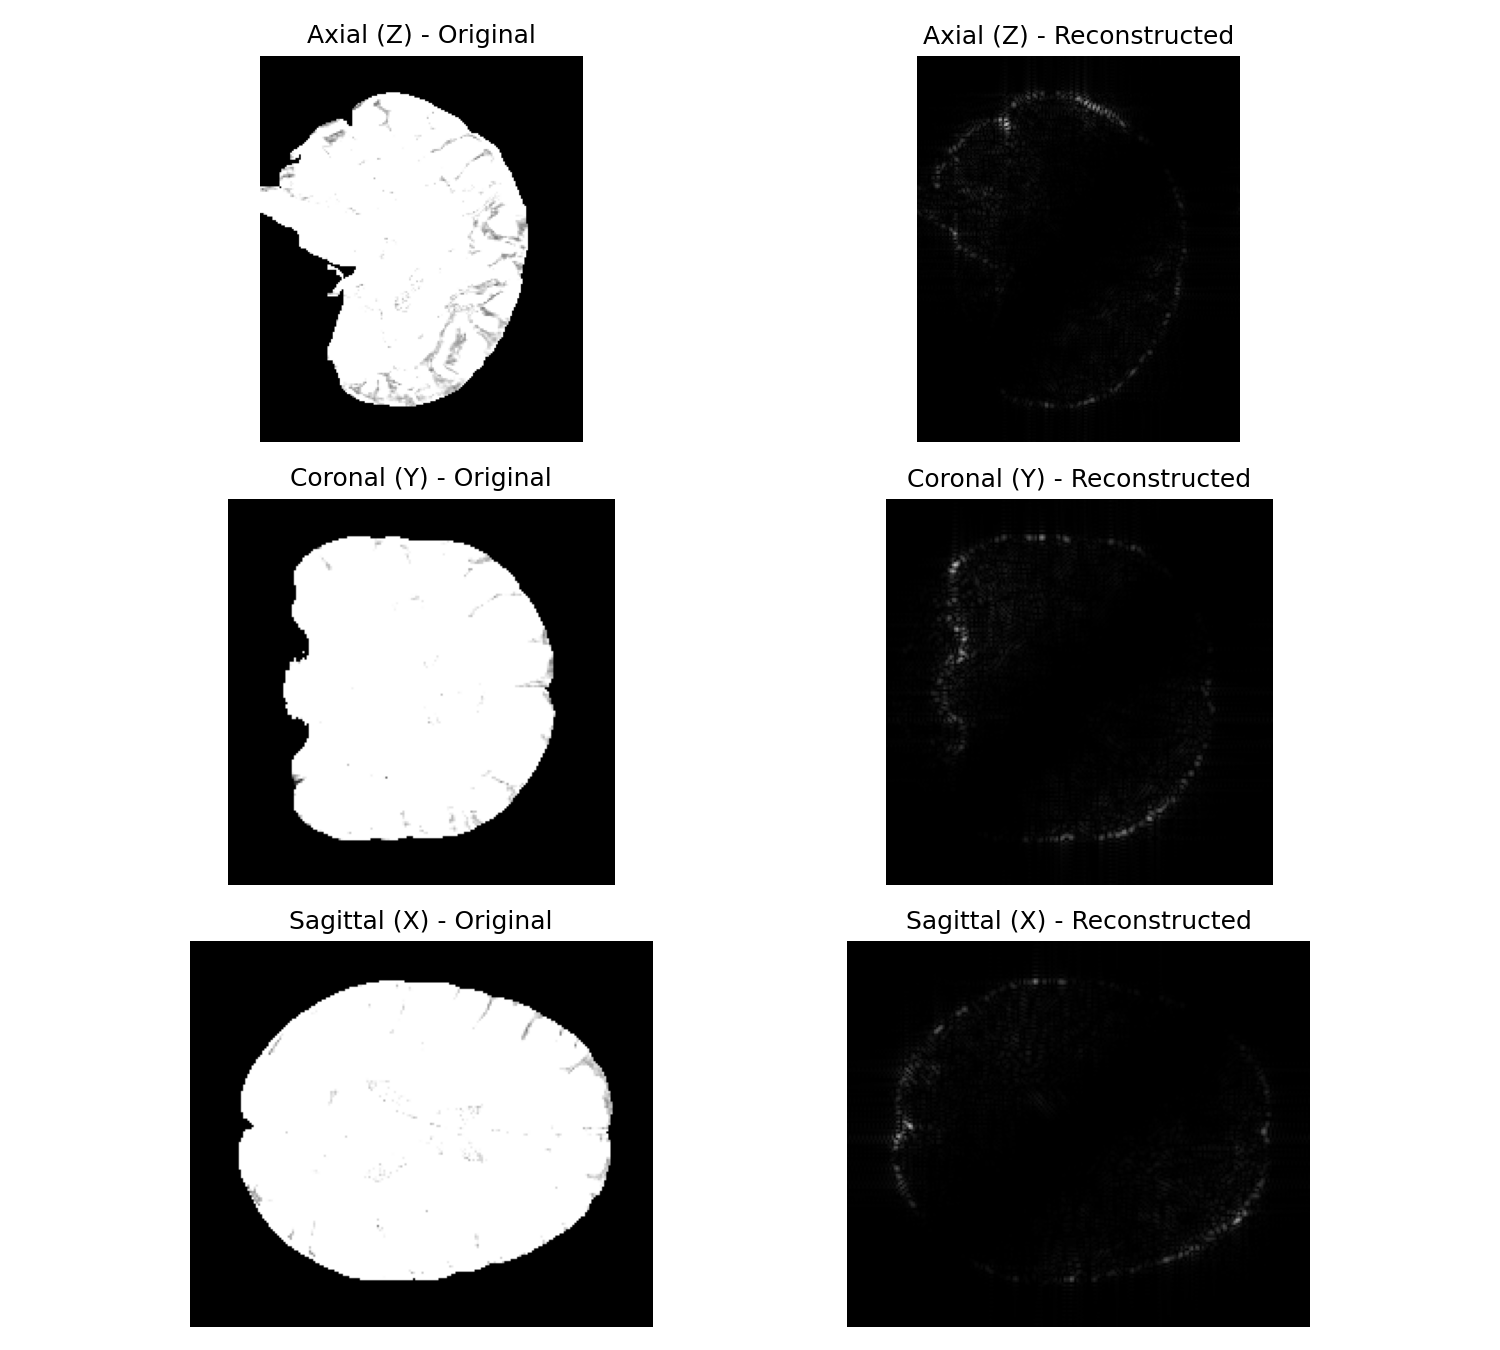 Axial (Z) - Original
Axial (Z) - Reconstructed
Coronal (Y) - Original
Coronal (Y) - Reconstructed
Sagittal (X) - Original
Sagittal (X) - Reconstructed